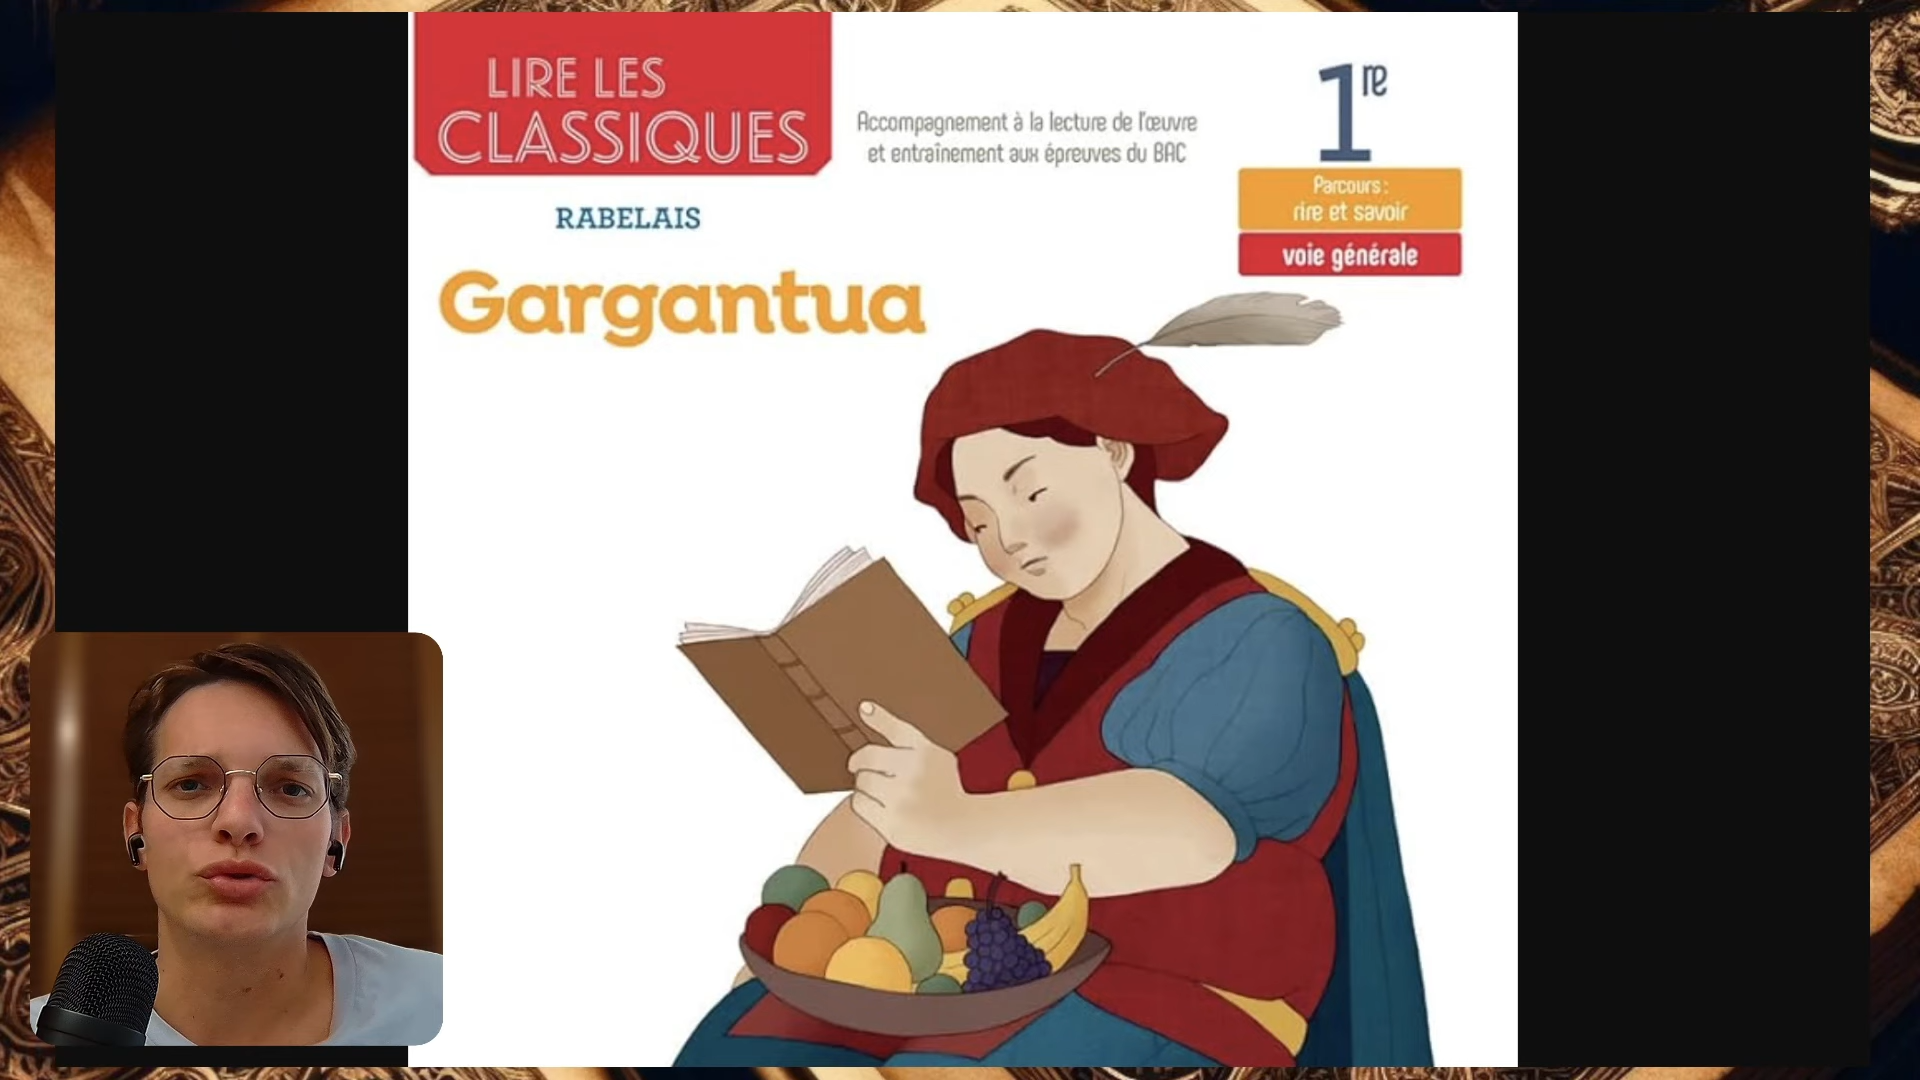 LIRE LES
CLASSIQUES
Accompagnement à la lecture de l'œuvre
et entraînement aux épreuves du BAC
1re
Parcours :
rire et savoir
voie générale
RABELAIS
Gargantua